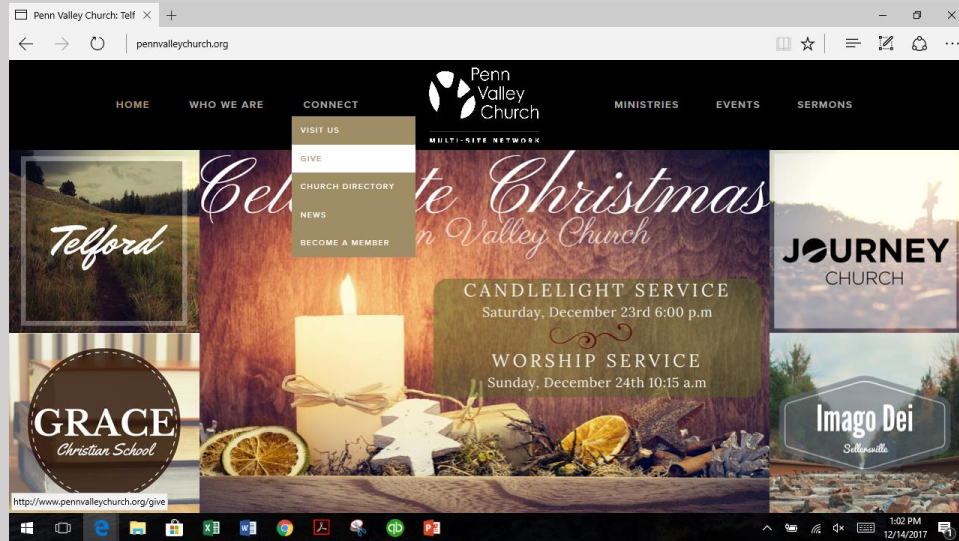 Penn Valley Church: Telf
pennvalleychurch.org
HOME
WHO WE ARE
CONNECT
Penn
Valley
Church
MULTI-SITE NETWORK
MINISTRIES
EVENTS
SERMONS
VISIT US
GIVE
CHURCH DIRECTORY
NEWS
BECOME A MEMBER
Telford
Christmas
Valley Church
CANDLELIGHT SERVICE
Saturday, December 23rd 6:00 p.m
WORSHIP SERVICE
Sunday, December 24th 10:15 a.m
JOURNEY
CHURCH
GRACE
Christian School
Imago Dei
Sellersville
http://www.pennvalleychurch.org/give
1:02 PM
12/14/2017